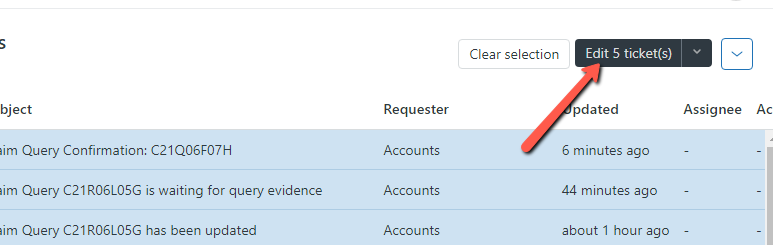 s
Clear selection
Edit 5 ticket(s)
bject Requester Updated Assignee Ac
aim Query Confirmation: C21Q06F07H Accounts 6 minutes ago - -
aim Query C21R06L05G is waiting for query evidence Accounts 44 minutes ago - -
aim Query C21R06L05G has been updated Accounts about 1 hour ago - -